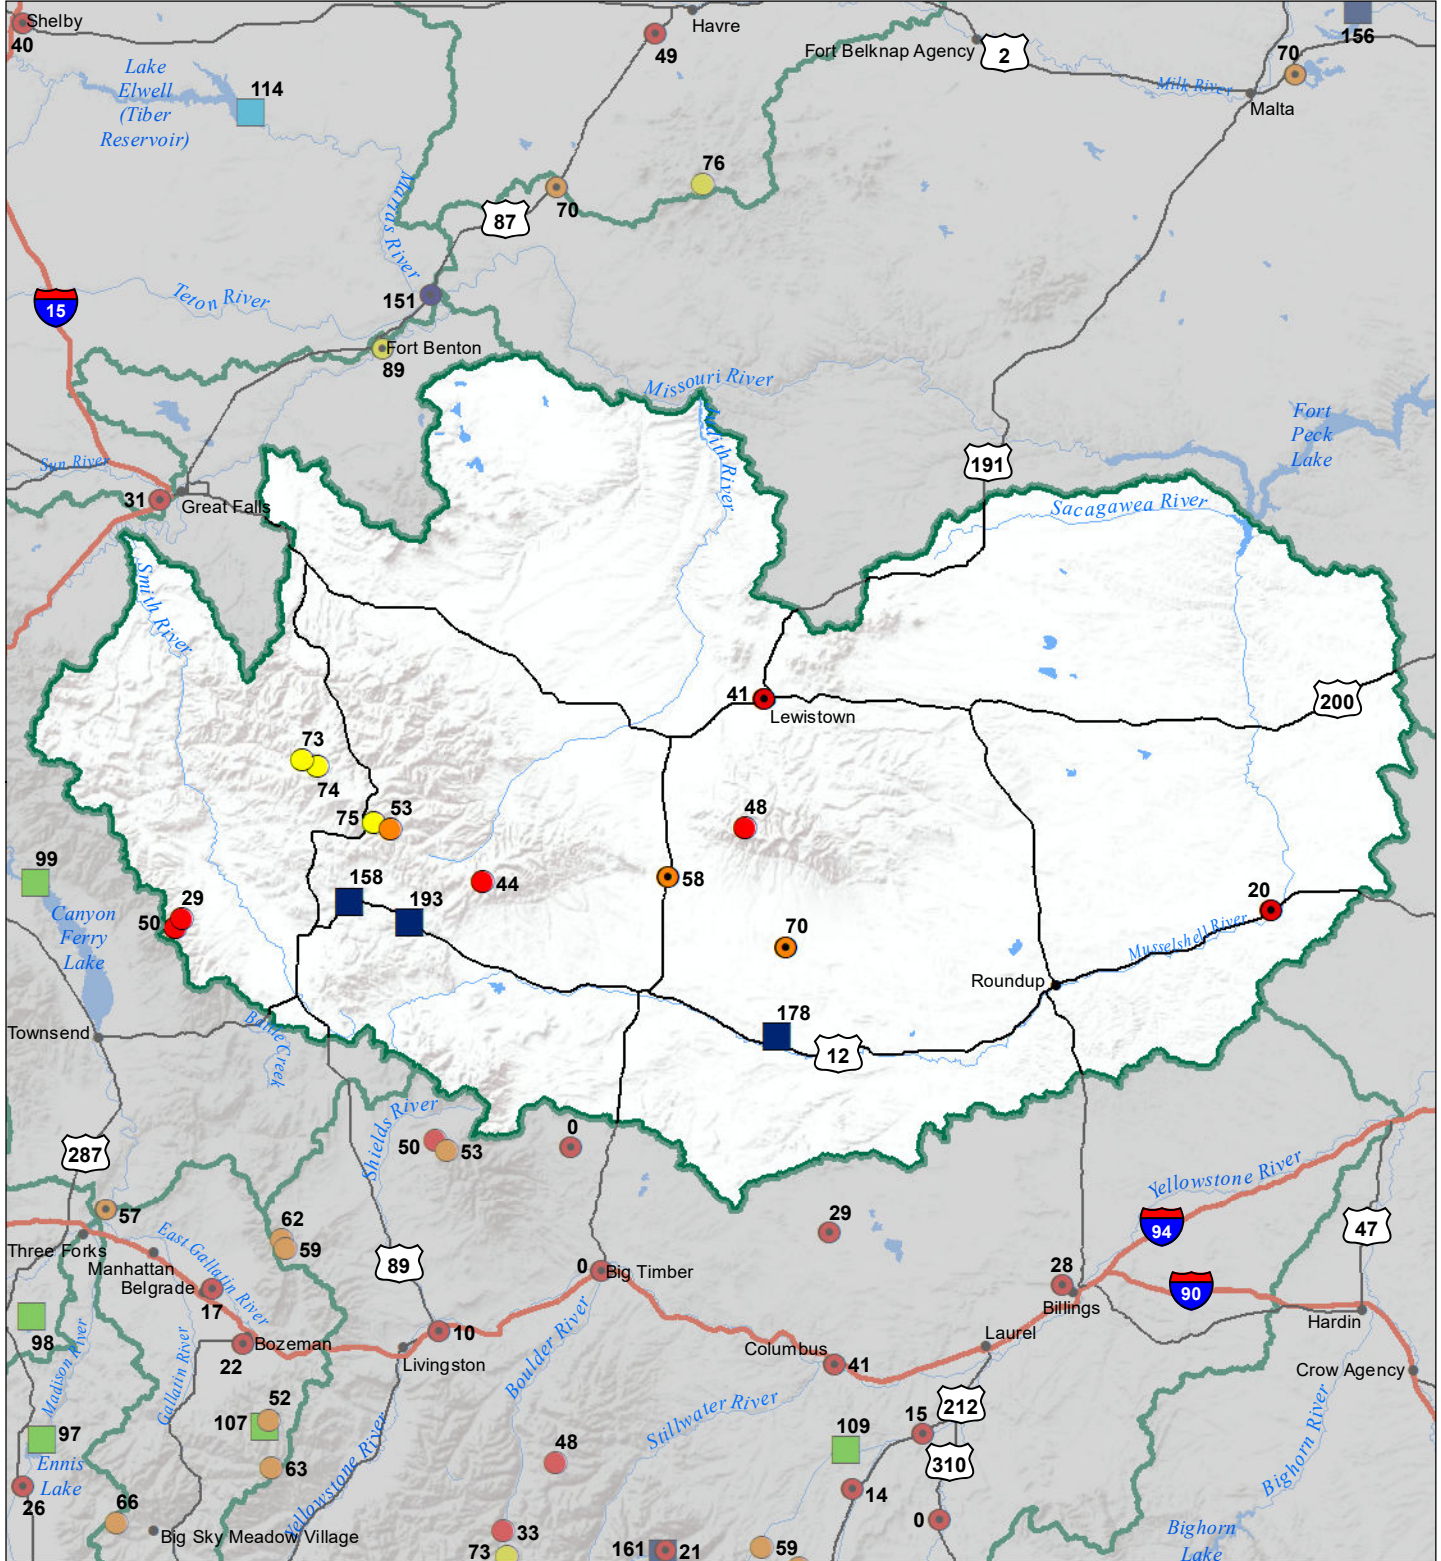 Shelby
40
Havre
49
Fort Belknap Agency
2
156
70
Malta
Milk River
Lake
Elwell
(Tiber
Reservoir)
114
76
70
87
Marias River
Teton River
151
Fort Benton
89
15
Missouri River
Judith River
Fort
Peck
Lake
Sun River
31
Great Falls
191
Sacagawea River
Smith River
41
Lewistown
200
73
74
75
53
48
99
158
193
44
58
29
50
20
Canyon
Ferry
Lake
70
Musselshell River
Roundup
178
12
Townsend
Battle Creek
Shields River
50
53
0
287
Yellowstone River
57
62
59
29
94
47
Three Forks
Manhattan
Belgrade
East Gallatin River
89
0
Big Timber
28
Billings
90
17
98
Hardin
Bozeman
22
10
Livingston
Boulder River
Columbus
41
Laurel
Crow Agency
Madison River
Gallatin River
52
107
97
Ennis
Lake
63
Stillwater River
212
15
109
310
48
14
Bighorn River
26
66
Big Sky Meadow Village
Yellowstone River
33
73
161
21
59
0
Bighorn
Lake